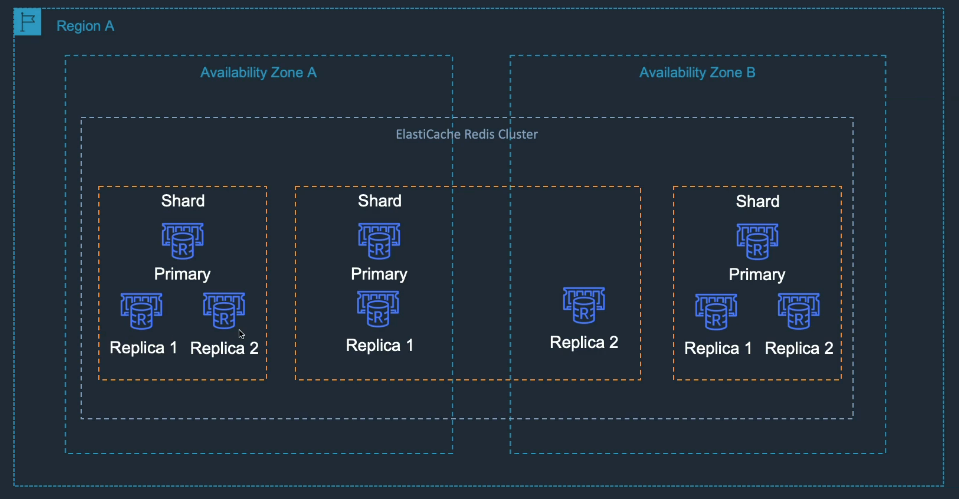 Region A
Availability Zone A
Availability Zone B
ElastiCache Redis Cluster
Shard
R
Primary
R
R
Replica 1
Replica 2
Shard
R
Primary
R
Replica 1
R
Replica 2
Shard
R
Primary
R
R
Replica 1
Replica 2